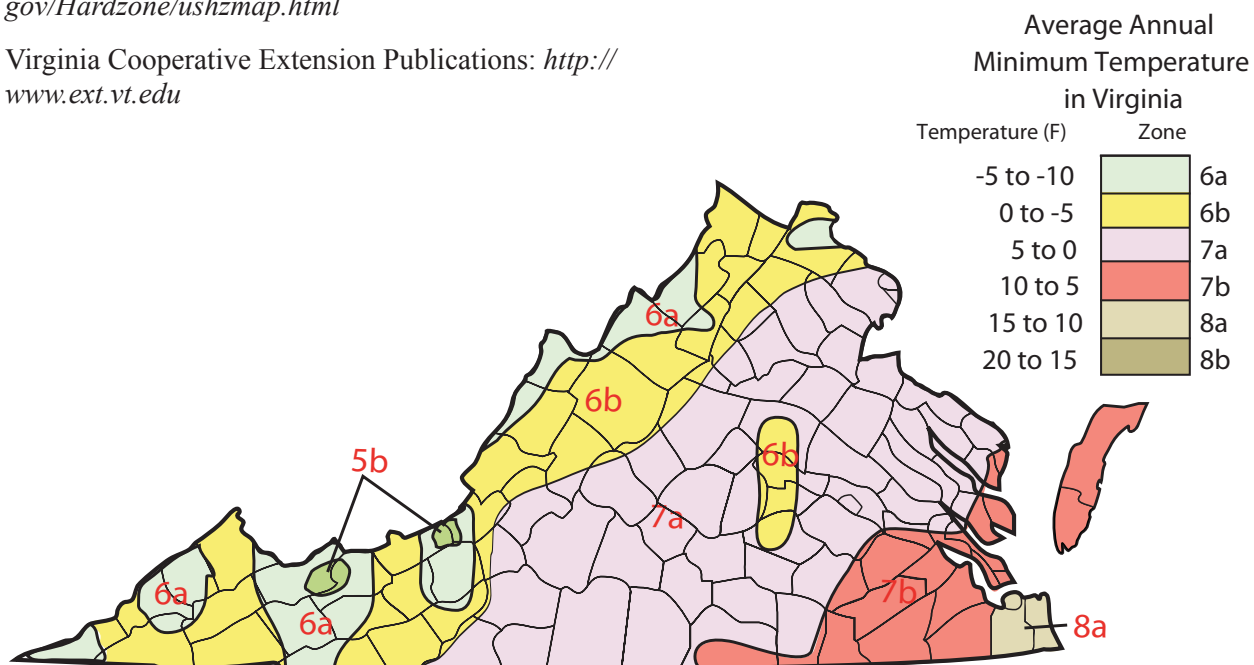 gov/Hardzone/ushzmap.html
Virginia Cooperative Extension Publications: http://
www.ext.vt.edu
Average Annual
Minimum Temperature
in Virginia
Temperature (F) Zone
-5 to -10 6a
0 to -5 6b
5 to 0 7a
10 to 5 7b
15 to 10 8a
20 to 15 8b
6a
6b
6b
5b
7a
6a
7b
6a
8a